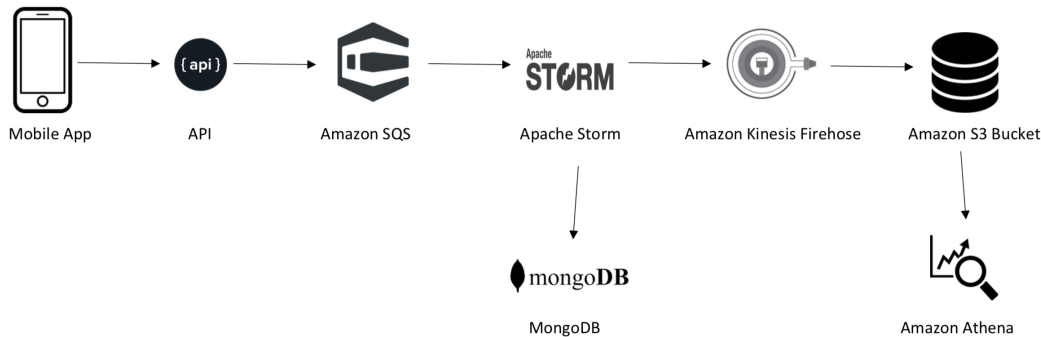 { api }
Apache
STORM
Mobile App
API
Amazon SQS
Apache Storm
Amazon Kinesis Firehose
Amazon S3 Bucket
mongoDB
MongoDB
Amazon Athena